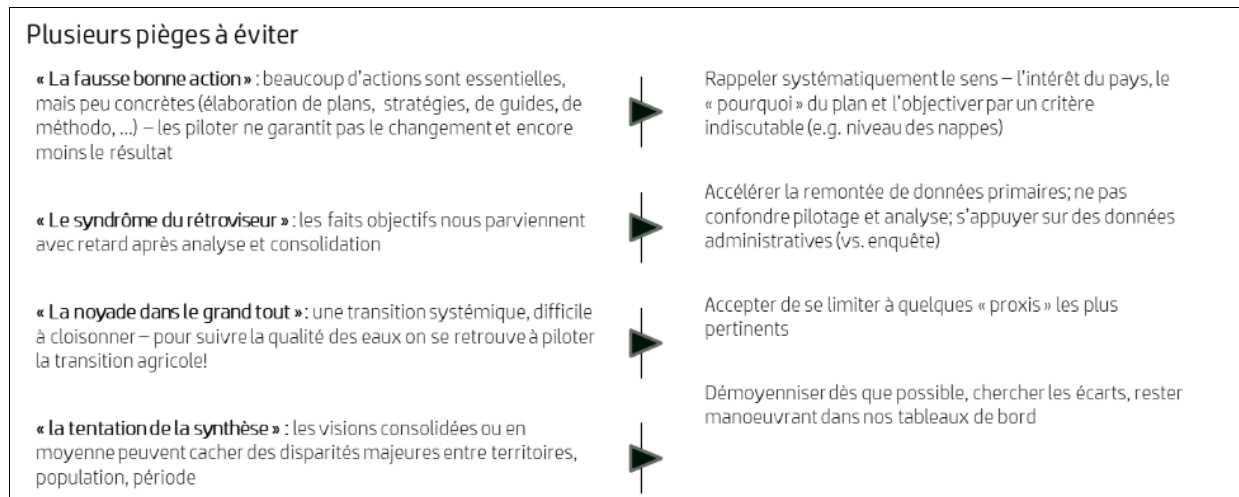 Plusieurs pièges à éviter
« La fausse bonne action » : beaucoup d'actions sont essentielles,
mais peu concrètes (élaboration de plans, stratégies, de guides, de
méthodo, ...) – les piloter ne garantit pas le changement et encore
moins le résultat
Rappeler systématiquement le sens – l'intérêt du pays, le
« pourquoi » du plan et l'objectiver par un critère
indiscutable (e.g. niveau des nappes)
« Le syndrôme du rétroviseur » : les faits objectifs nous parviennent
avec retard après analyse et consolidation
Accélérer la remontée de données primaires; ne pas
confondre pilotage et analyse; s'appuyer sur des données
administratives (vs. enquête)
« La noyade dans le grand tout » : une transition systémique, difficile
à cloisonner – pour suivre la qualité des eaux on se retrouve à piloter
la transition agricole!
Accepter de se limiter à quelques « proxis » les plus
pertinents
« la tentation de la synthèse » : les visions consolidées ou en
moyenne peuvent cacher des disparités majeures entre territoires,
population, période
Démoyenniser dès que possible, chercher les écarts, rester
manoeuvrant dans nos tableaux de bord